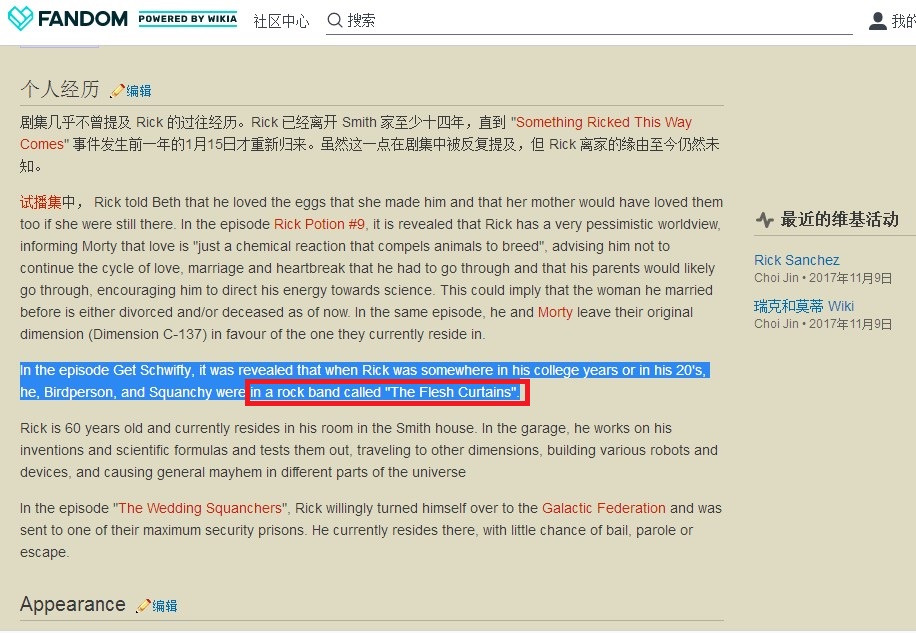 FANDOM POWERED BY WIKIA 社区中心 搜索 我的
个人经历 编辑
剧集几乎不曾提及 Rick 的过往经历。Rick 已经离开 Smith 家至少十四年，直到 "Something Ricked This Way
Comes" 事件发生前一年的1月15日才重新归来。虽然这一点在剧集中被反复提及，但 Rick 离家的缘由至今仍然未
知。
试播集中， Rick told Beth that he loved the eggs that she made him and that her mother would have loved them
too if she were still there. In the episode Rick Potion #9, it is revealed that Rick has a very pessimistic worldview,
informing Morty that love is "just a chemical reaction that compels animals to breed", advising him not to
continue the cycle of love, marriage and heartbreak that he had to go through and that his parents would likely
go through, encouraging him to direct his energy towards science. This could imply that the woman he married
before is either divorced and/or deceased as of now. In the same episode, he and Morty leave their original
dimension (Dimension C-137) in favour of the one they currently reside in.
In the episode Get Schwiffy, it was revealed that when Rick was somewhere in his college years or in his 20's,
he, Birdperson, and Squanchy were in a rock band called "The Flesh Curtains".
Rick is 60 years old and currently resides in his room in the Smith house. In the garage, he works on his
inventions and scientific formulas and tests them out, traveling to other dimensions, building various robots and
devices, and causing general mayhem in different parts of the universe
In the episode "The Wedding Squanchers", Rick willingly turned himself over to the Galactic Federation and was
sent to one of their maximum security prisons. He currently resides there, with little chance of bail, parole or
escape.
Appearance 编辑
最近的维基活动
Rick Sanchez
Choi Jin • 2017年11月9日
瑞克和莫蒂 Wiki
Choi Jin • 2017年11月9日